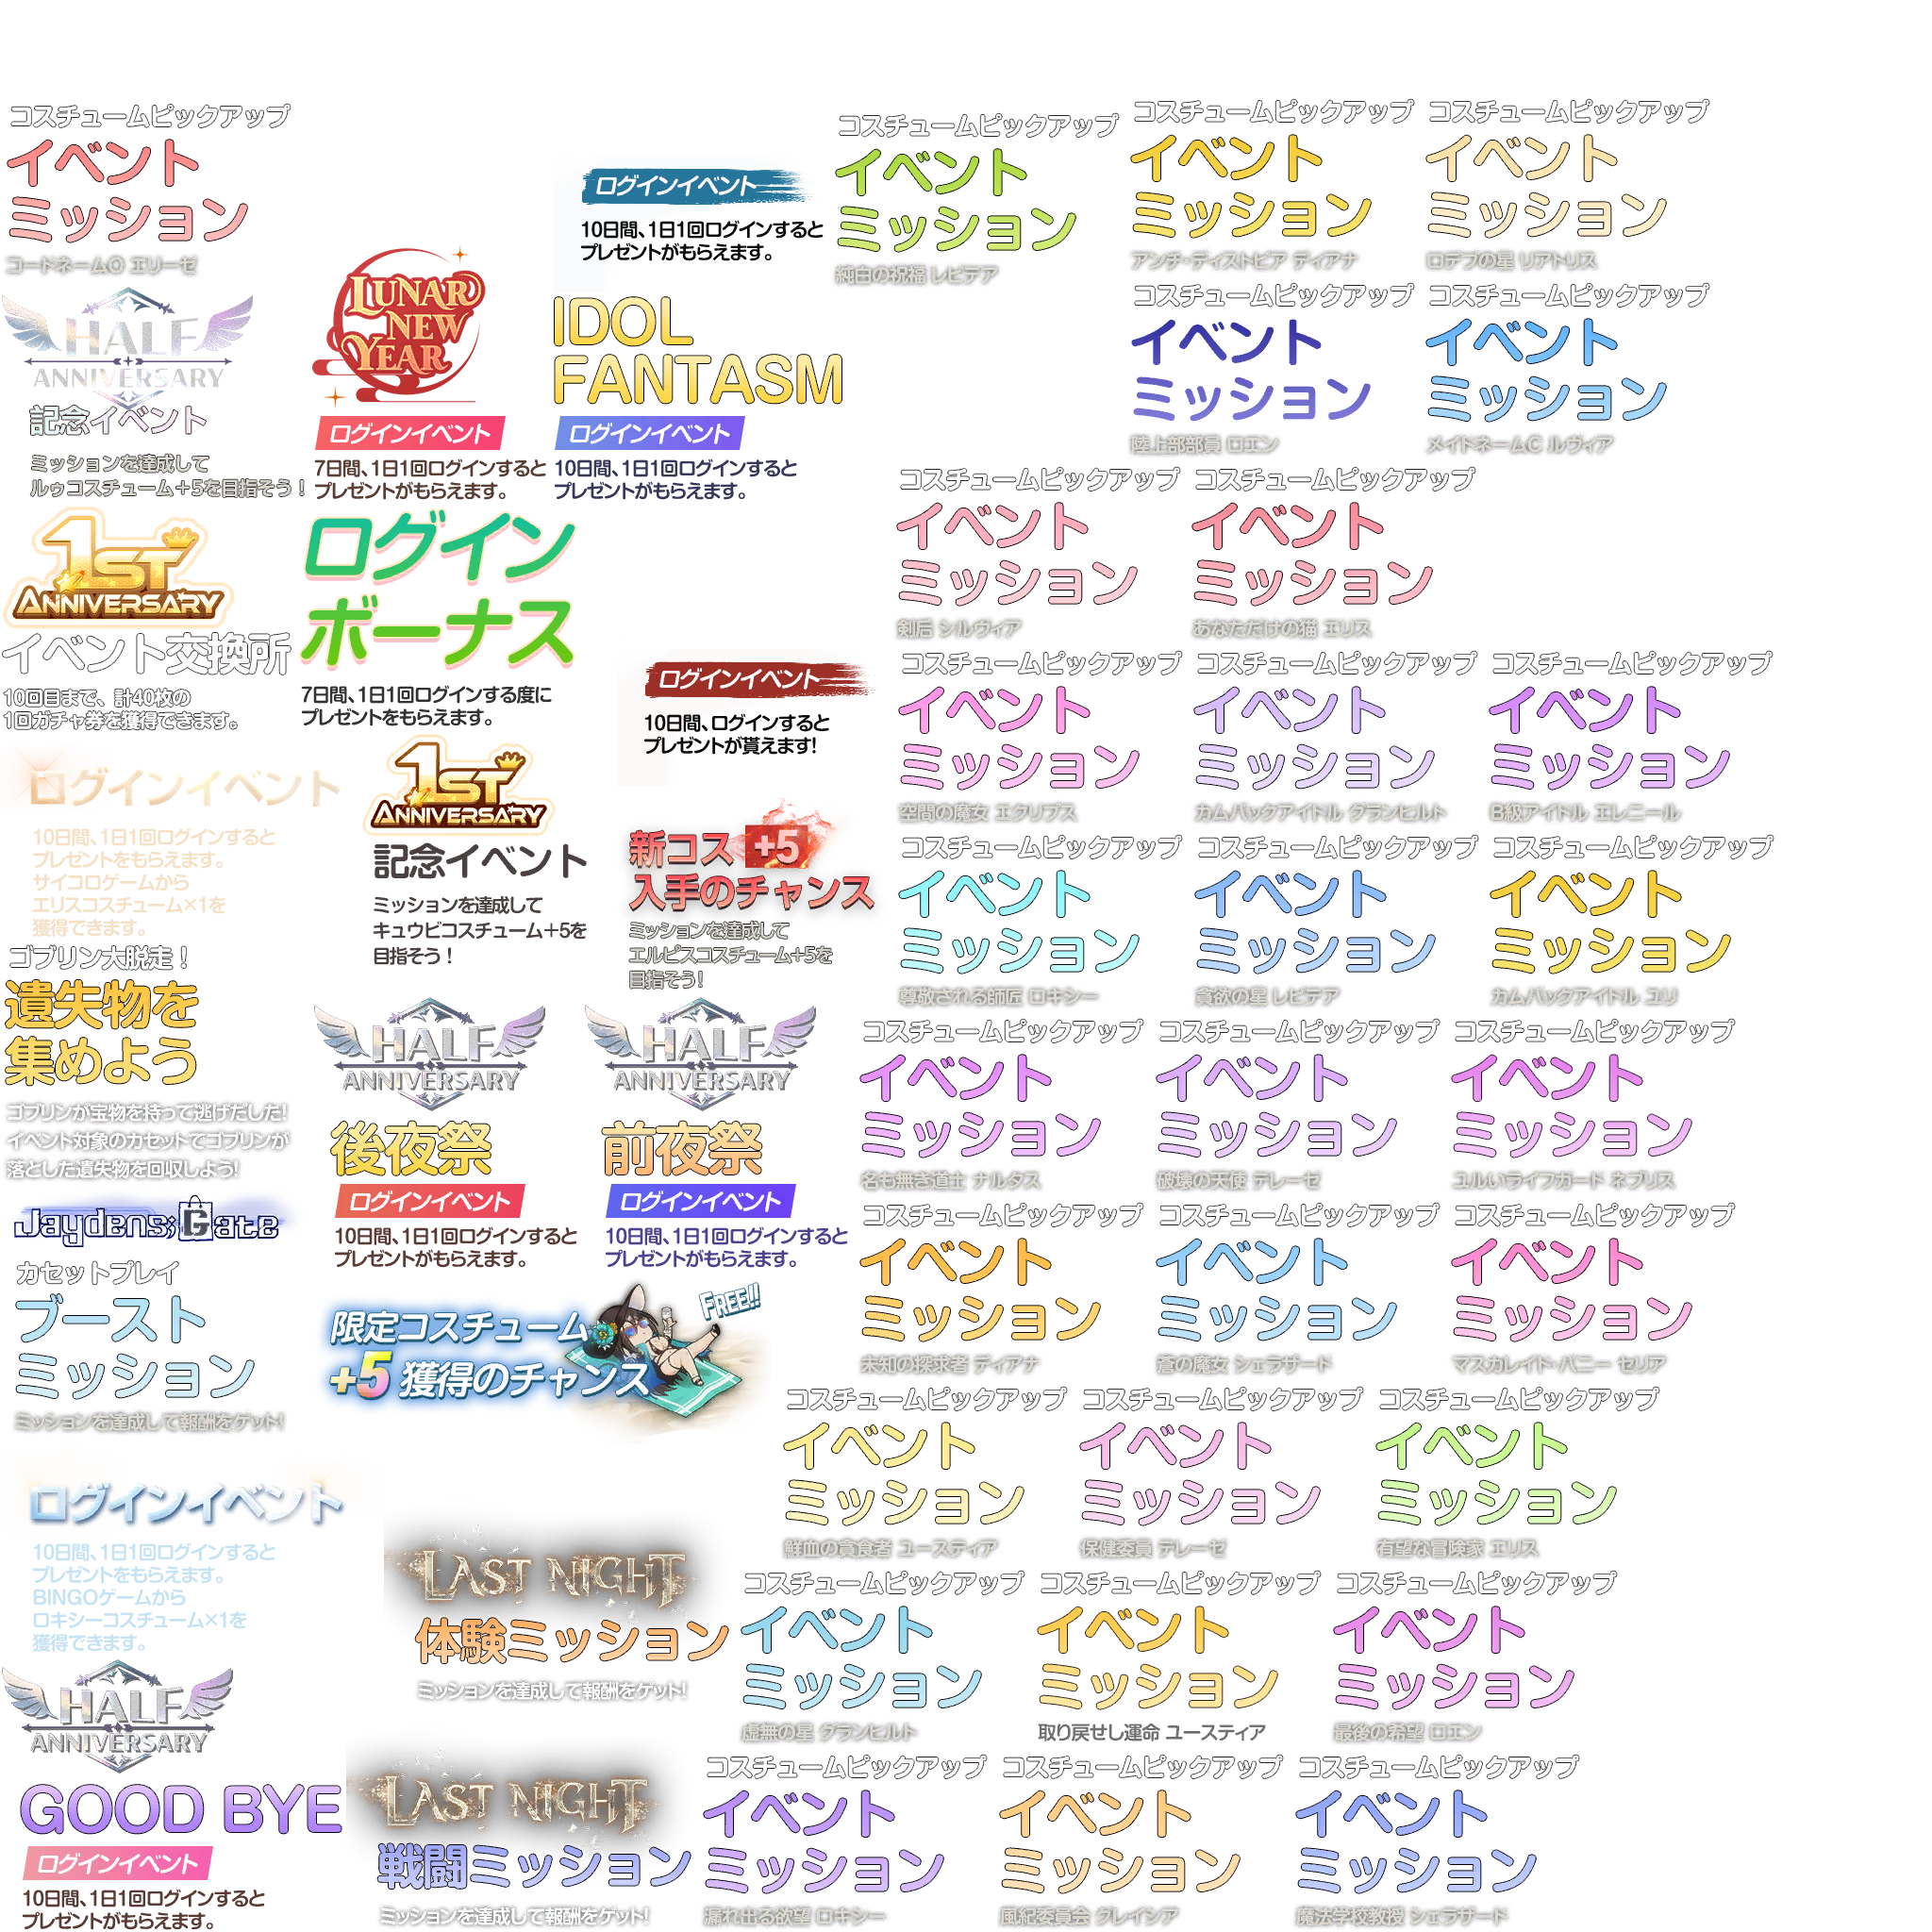 コスチュームピックアップ
イベント
ミッション
コードネームO エリーゼ
HALF
ANNIVERSARY
記念イベント
ミッションを達成して
ルゥコスチューム+5を目指そう！
1ST
ANNIVERSARY
イベント交換所
10回目まで、計40枚の
1回ガチャ券を獲得できます。
ログインイベント
10日間、1日1回ログインすると
プレゼントをもらえます。
サイコロゲームから
エリスコスチューム×1を
獲得できます。
ゴブリン大脱走！
遺失物を
集めよう
ゴブリンが宝物を持って逃げだした!
イベント対象のカセットでゴブリンが
落とした遺失物を回収しよう!
Jaydens;Gate
カセットプレイ
ブースト
ミッション
ミッションを達成して報酬をゲット!
ログインイベント
10日間、1日1回ログインすると
プレゼントをもらえます。
BINGOゲームから
ロキシーコスチューム×1を
獲得できます。
HALF
ANNIVERSARY
GOOD BYE
ログインイベント
10日間、1日1回ログインすると
プレゼントがもらえます。
LUNAR
NEW
YEAR
ログインイベント
7日間、1日1回ログインすると
プレゼントがもらえます。
ログインイベント
10日間、1日1回ログインすると
プレゼントがもらえます。
IDOL
FANTASM
ログインイベント
10日間、1日1回ログインすると
プレゼントがもらえます。
ログイン
ボーナス
7日間、1日1回ログインする度に
プレゼントをもらえます。
ログインイベント
10日間、ログインすると
プレゼントが貰えます!
1ST
ANNIVERSARY
記念イベント
ミッションを達成して
キュウビコスチューム+5を
目指そう！
新コス +5
入手のチャンス
ミッションを達成して
エルピスコスチューム+5を
目指そう!
HALF
ANNIVERSARY
後夜祭
ログインイベント
10日間、1日1回ログインすると
プレゼントがもらえます。
HALF
ANNIVERSARY
前夜祭
ログインイベント
10日間、1日1回ログインすると
プレゼントがもらえます。
限定コスチューム
+5 獲得のチャンス
FREE!!
LAST NIGHT
体験ミッション
ミッションを達成して報酬をゲット!
LAST NIGHT
戦闘ミッション
ミッションを達成して報酬をゲット!
コスチュームピックアップ
イベント
ミッション
純白の祝福 レピテア
コスチュームピックアップ
イベント
ミッション
アンチ・ディストピア ディアナ
コスチュームピックアップ
イベント
ミッション
ロデブの星 リアトリス
コスチュームピックアップ
イベント
ミッション
陸上部部員 ロエン
コスチュームピックアップ
イベント
ミッション
メイドネームC ルヴィア
コスチュームピックアップ
イベント
ミッション
剣后 シルヴィア
コスチュームピックアップ
イベント
ミッション
あなただけの猫 エリス
コスチュームピックアップ
イベント
ミッション
空間の魔女 エクリプス
コスチュームピックアップ
イベント
ミッション
カムバックアイドル グランヒルト
コスチュームピックアップ
イベント
ミッション
B級アイドル エレニール
コスチュームピックアップ
イベント
ミッション
尊敬される師匠 ロキシー
コスチュームピックアップ
イベント
ミッション
貪欲の星 レピテア
コスチュームピックアップ
イベント
ミッション
カムバックアイドル ユリ
コスチュームピックアップ
イベント
ミッション
名も無き道士 ナルタス
コスチュームピックアップ
イベント
ミッション
破壊の天使 テレーゼ
コスチュームピックアップ
イベント
ミッション
ユルいライフガード ネブリス
コスチュームピックアップ
イベント
ミッション
未知の探求者 ディアナ
コスチュームピックアップ
イベント
ミッション
蒼の魔女 シェラザード
コスチュームピックアップ
イベント
ミッション
マスカレイド・バニー セリア
コスチュームピックアップ
イベント
ミッション
鮮血の貪食者 ユースティア
コスチュームピックアップ
イベント
ミッション
保健委員 テレーゼ
コスチュームピックアップ
イベント
ミッション
有望な冒険家 エリス
コスチュームピックアップ
イベント
ミッション
虚無の星 グランヒルト
コスチュームピックアップ
イベント
ミッション
取り戻せし運命 ユースティア
コスチュームピックアップ
イベント
ミッション
最後の希望 ロエン
コスチュームピックアップ
イベント
ミッション
漏れ出る欲望 ロキシー
コスチュームピックアップ
イベント
ミッション
風紀委員会 グレイシア
コスチュームピックアップ
イベント
ミッション
魔法学校教授 シェラザード